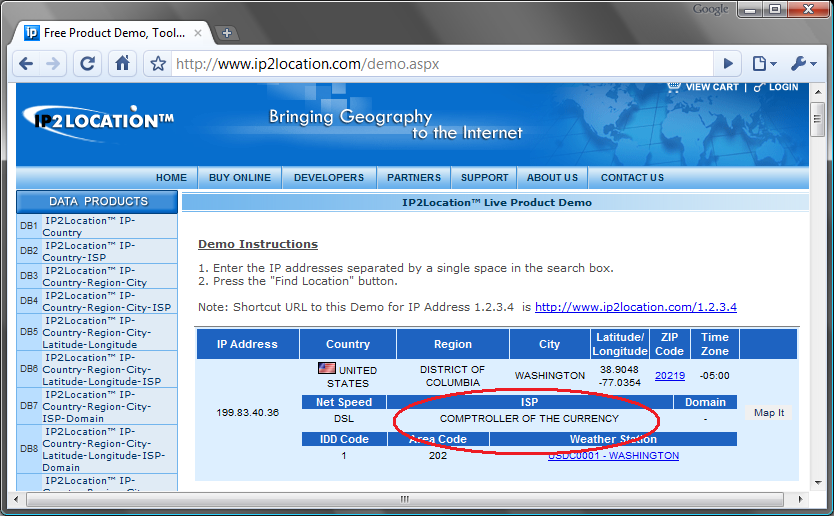 Google
Free Product Demo, Tool...
http://www.ip2location.com/demo.aspx
VIEW CART | LOGIN
IP2LOCATION™
Bringing Geography
to the Internet
HOME BUY ONLINE DEVELOPERS PARTNERS SUPPORT ABOUT US CONTACT US
DATA PRODUCTS
DB1 IP2Location™ IP-
Country
DB2 IP2Location™ IP-
Country-ISP
DB3 IP2Location™ IP-
Country-Region-City
DB4 IP2Location™ IP-
Country-Region-City-ISP
DB5 IP2Location™ IP-
Country-Region-City-
Latitude-Longitude
DB6 IP2Location™ IP-
Country-Region-City-
Latitude-Longitude-ISP
DB7 IP2Location™ IP-
Country-Region-City-
ISP-Domain
DB8 IP2Location™ IP-
Country-Region-City-
Latitude-Longitude-ISP-
Domain
IP2Location™ IP-
Country-Region-City-
IP2Location™ Live Product Demo
Demo Instructions
1. Enter the IP addresses separated by a single space in the search box.
2. Press the "Find Location" button.
Note: Shortcut URL to this Demo for IP Address 1.2.3.4 is http://www.ip2location.com/1.2.3.4
IP Address Country Region City Latitude/ ZIP Time
Longitude Code Zone
199.83.40.36
UNITED DISTRICT OF WASHINGTON 38.9048 20219 -05:00
STATES COLUMBIA -77.0354
Net Speed ISP Domain
DSL COMPTROLLER OF THE CURRENCY -
Map It
IDD Code Area Code Weather Station
1 202 USDC0001 - WASHINGTON